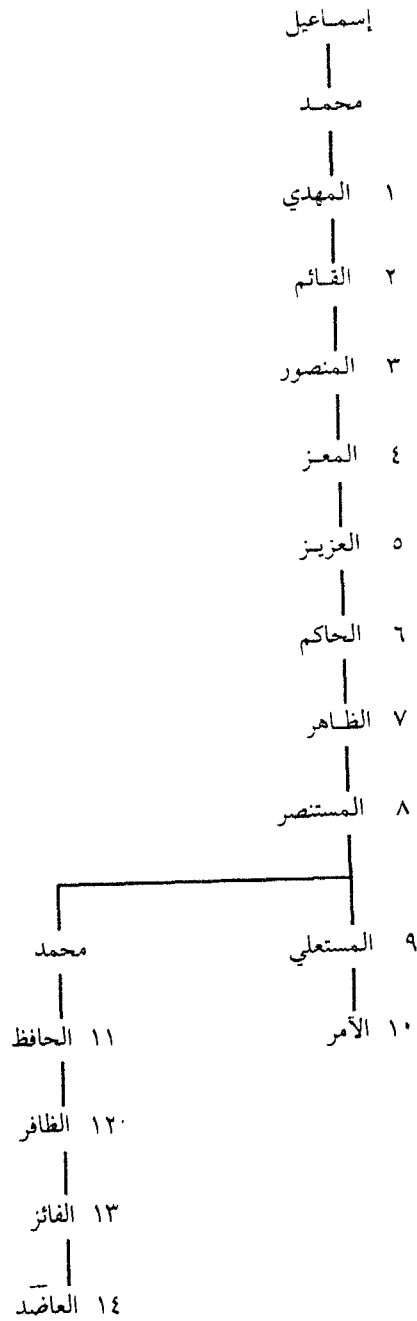 إسماعيل
محمد
١ المهدي
٢ القائم
٣ المنصور
٤ المعز
٥ العزيز
٦ الحاكم
٧ الظاهر
٨ المستنصر
٩ المستعلي
محمد
١٠ الآمر
١١ الحافظ
١٢ الظافر
١٣ الفائز
١٤ العاضد